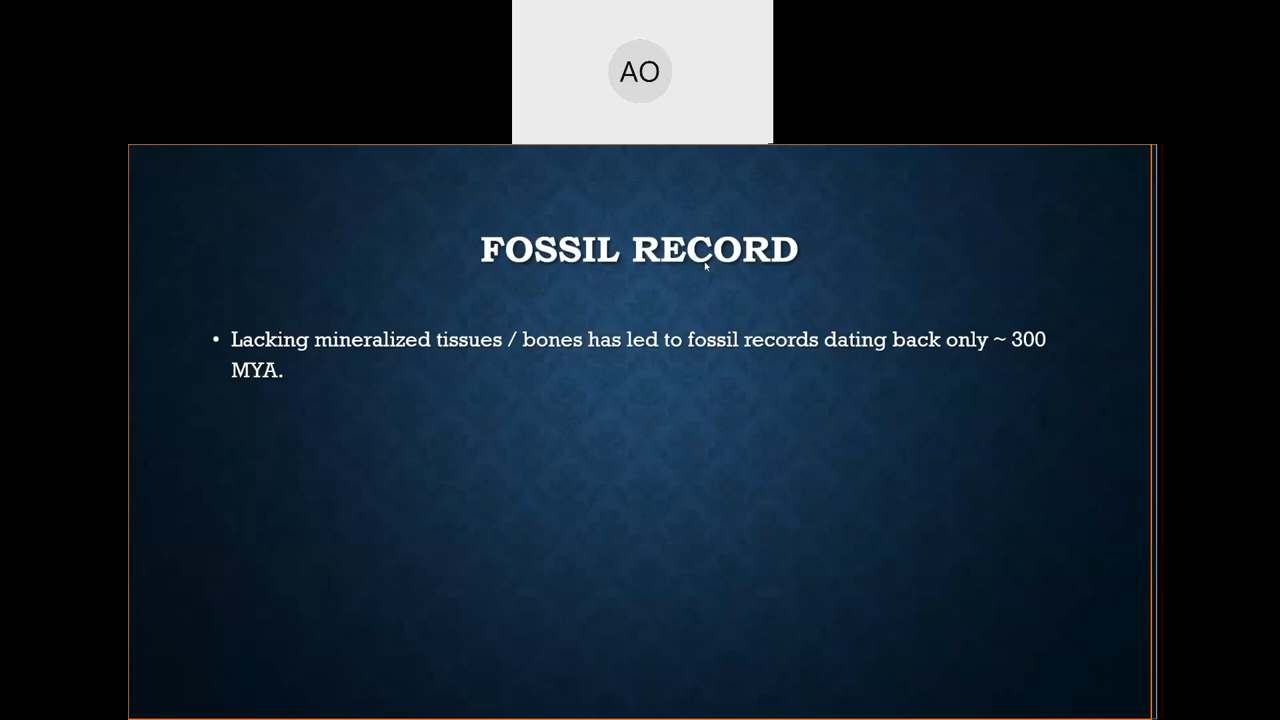 AO
FOSSIL RECORD
• Lacking mineralized tissues / bones has led to fossil records dating back only ~ 300
MYA.